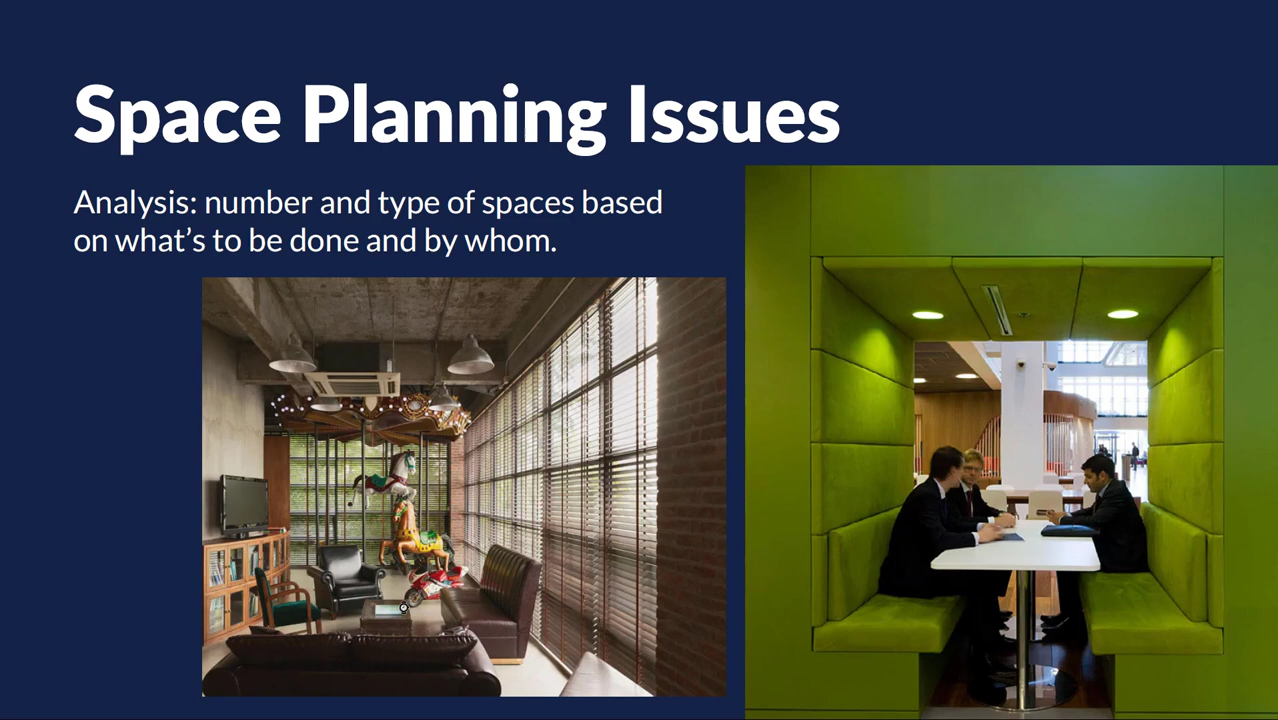 Space Planning Issues
Analysis: number and type of spaces based
on what’s to be done and by whom.